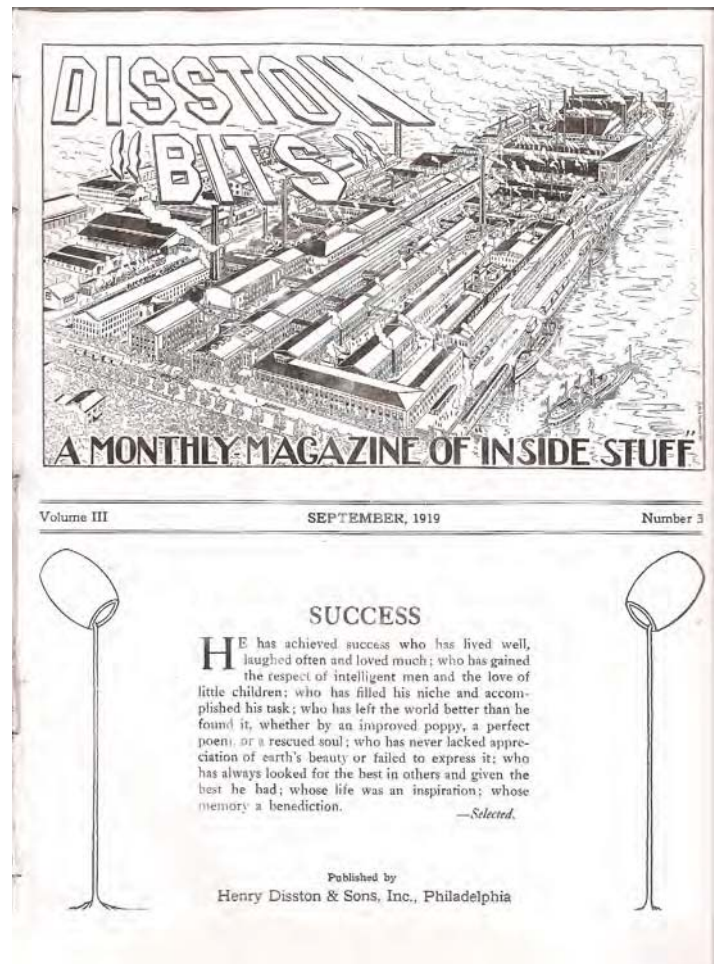 DISSTON
"BITS"
A MONTHLY MAGAZINE OF "INSIDE STUFF"
Volume III SEPTEMBER, 1919 Number 3
SUCCESS
HE has achieved success who has lived well,
laughed often and loved much; who has gained
the respect of intelligent men and the love of
little children; who has filled his niche and accom-
plished his task; who has left the world better than he
found it, whether by an improved poppy, a perfect
poem, or a rescued soul; who has never lacked appre-
ciation of earth's beauty or failed to express it; who
has always looked for the best in others and given the
best he had; whose life was an inspiration; whose
memory a benediction.
—Selected.
Published by
Henry Disston & Sons, Inc., Philadelphia